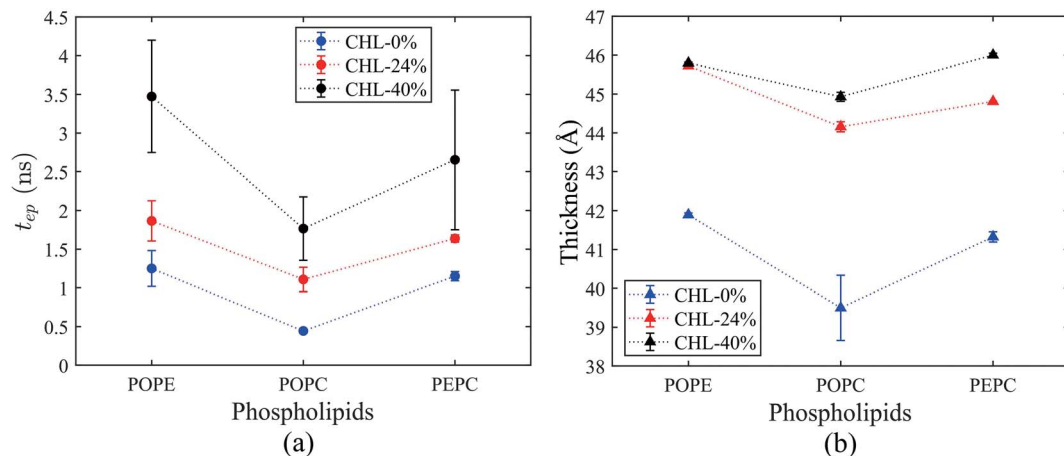 4.5
4
3.5
3
2.5
2
1.5
1
0.5
0
t_ep (ns)
CHL-0%
CHL-24%
CHL-40%
POPE POPC PEPC
Phospholipids
(a)
46
45
44
43
42
41
40
39
38
Thickness (Å)
CHL-0%
CHL-24%
CHL-40%
POPE POPC PEPC
Phospholipids
(b)